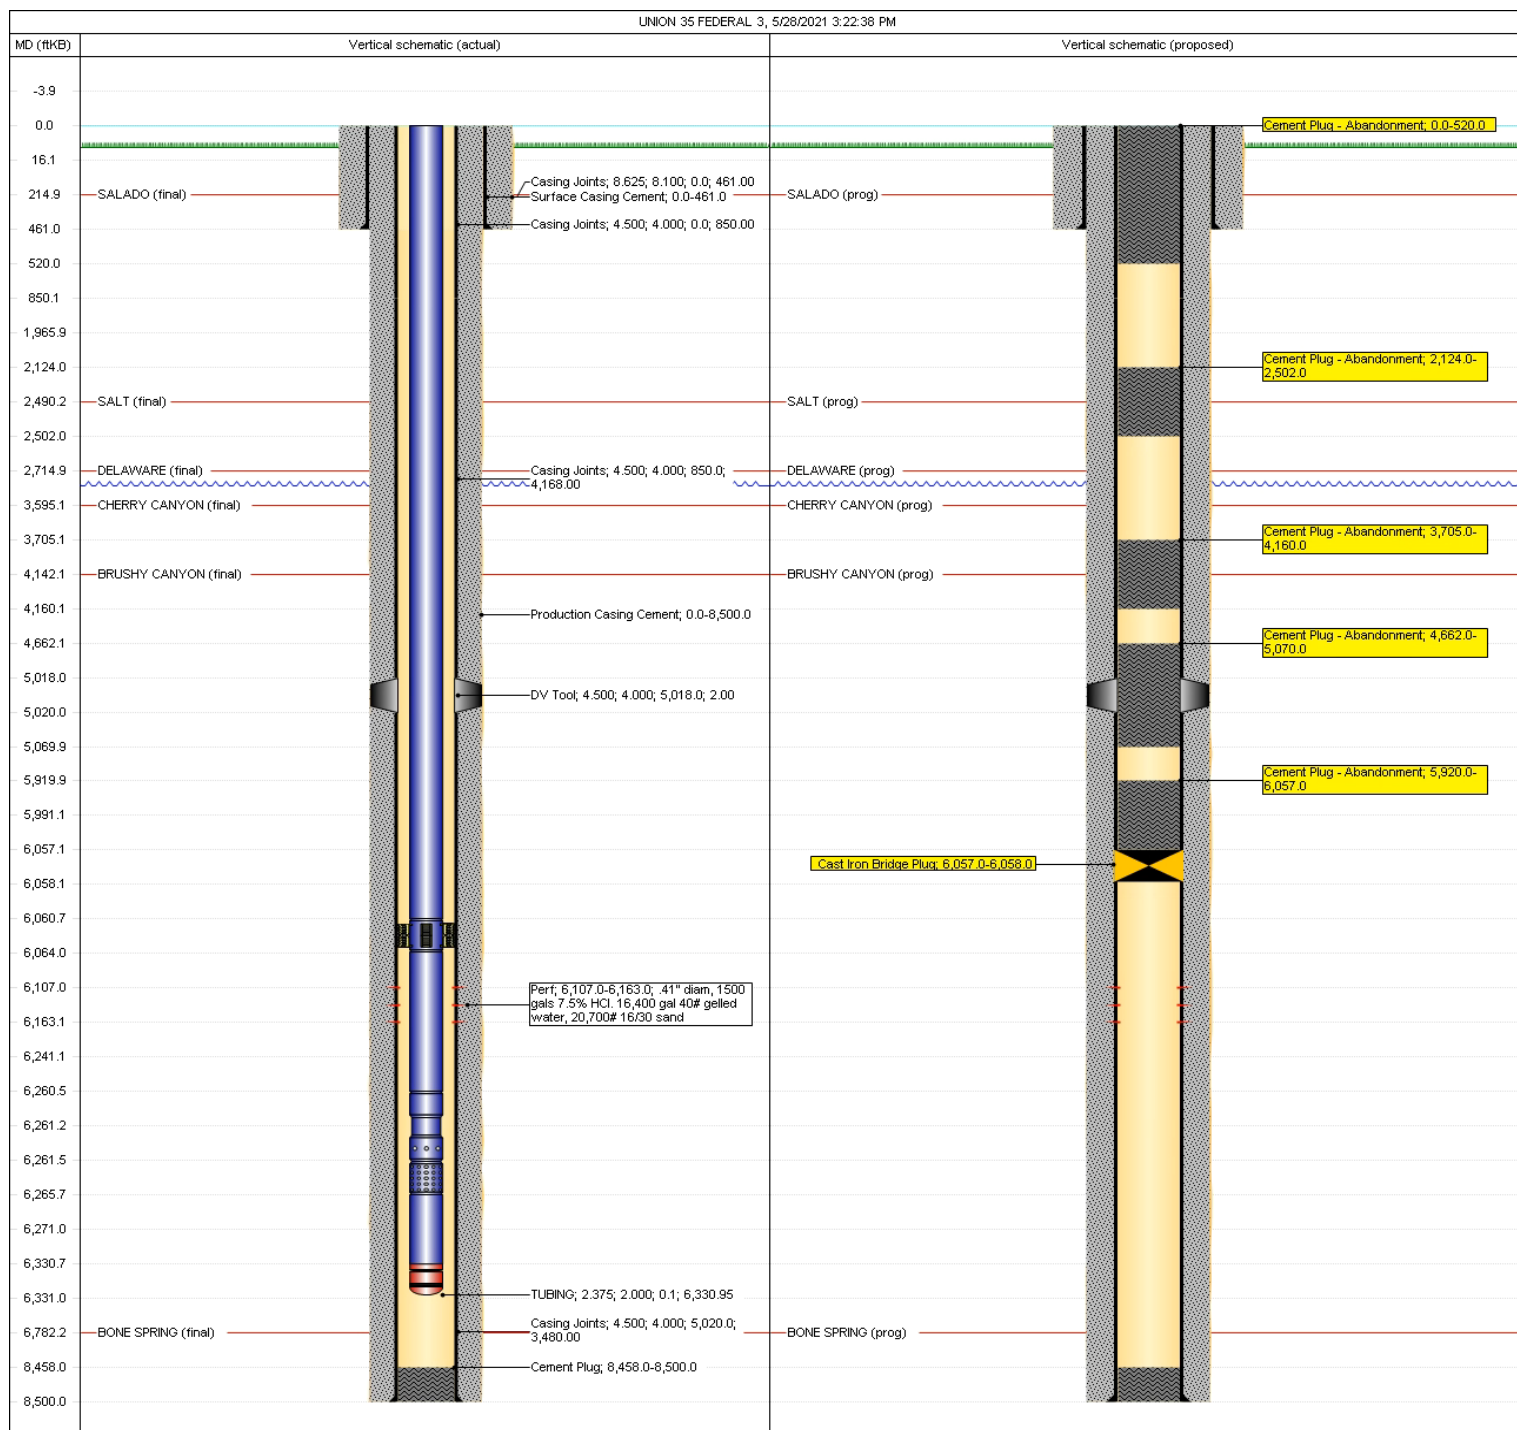 UNION 35 FEDERAL 3, 5/28/2021 3:22:38 PM
MD (ftKB)
Vertical schematic (actual)
Vertical schematic (proposed)
-3.9
0.0
16.1
214.9
461.0
520.0
850.1
1,965.9
2,124.0
2,490.2
2,502.0
2,714.9
3,595.1
3,705.1
4,142.1
4,160.1
4,662.1
5,018.0
5,020.0
5,069.9
5,919.9
5,991.1
6,057.1
6,058.1
6,060.7
6,064.0
6,107.0
6,163.1
6,241.1
6,260.5
6,261.2
6,261.5
6,265.7
6,271.0
6,330.7
6,331.0
6,782.2
8,458.0
8,500.0
SALADO (final)
SALT (final)
DELAWARE (final)
CHERRY CANYON (final)
BRUSHY CANYON (final)
BONE SPRING (final)
Casing Joints; 8.625; 8.100; 0.0; 461.00
Surface Casing Cement; 0.0-461.0
Casing Joints; 4.500; 4.000; 0.0; 850.00
Casing Joints; 4.500; 4.000; 850.0;
4,168.00
Production Casing Cement; 0.0-8,500.0
DV Tool; 4.500; 4.000; 5,018.0; 2.00
Perf; 6,107.0-6,163.0; .41" diam, 1500
gals 7.5% HCl. 16,400 gal 40# gelled
water, 20,700# 16/30 sand
TUBING; 2.375; 2.000; 0.1; 6,330.95
Casing Joints; 4.500; 4.000; 5,020.0;
3,480.00
Cement Plug; 8,458.0-8,500.0
SALADO (prog)
SALT (prog)
DELAWARE (prog)
CHERRY CANYON (prog)
BRUSHY CANYON (prog)
BONE SPRING (prog)
Cement Plug - Abandonment; 0.0-520.0
Cement Plug - Abandonment; 2,124.0-
2,502.0
Cement Plug - Abandonment; 3,705.0-
4,160.0
Cement Plug - Abandonment; 4,662.0-
5,070.0
Cement Plug - Abandonment; 5,920.0-
6,057.0
Cast Iron Bridge Plug; 6,057.0-6,058.0